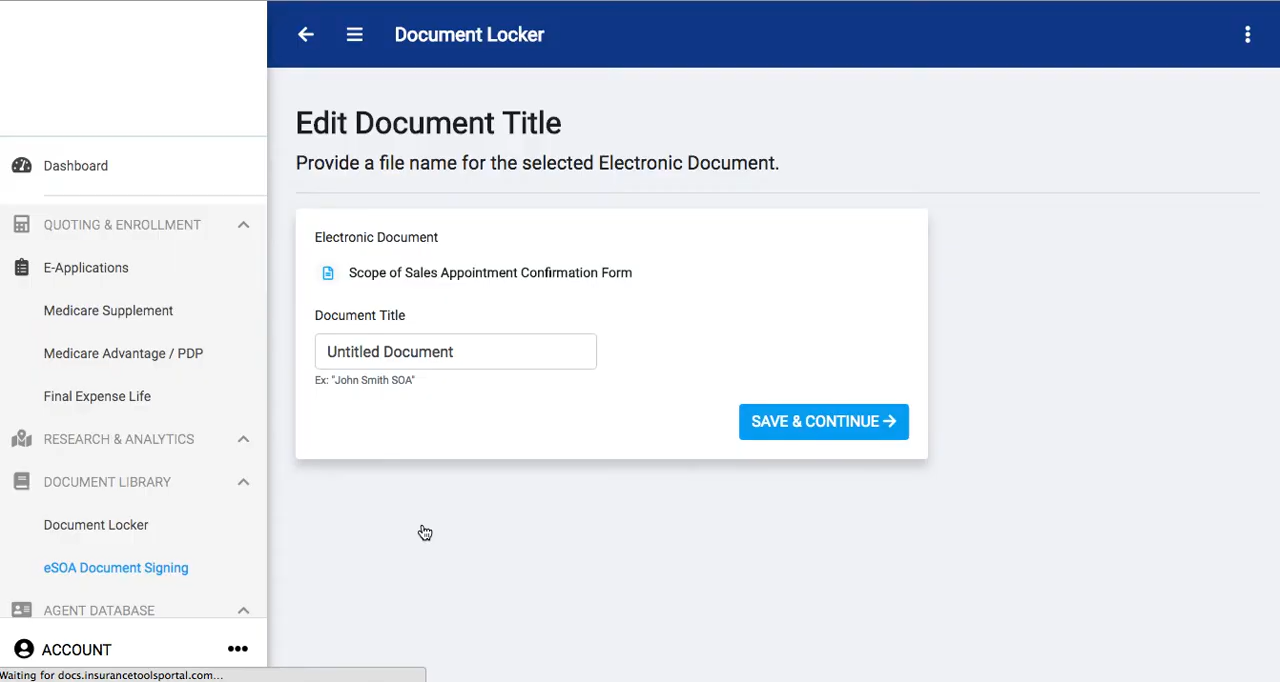 Document Locker
Dashboard
QUOTING & ENROLLMENT
E-Applications
Medicare Supplement
Medicare Advantage / PDP
Final Expense Life
RESEARCH & ANALYTICS
DOCUMENT LIBRARY
Document Locker
eSOA Document Signing
AGENT DATABASE
ACCOUNT
Waiting for docs.insurancetoolsportal.com...
Edit Document Title
Provide a file name for the selected Electronic Document.
Electronic Document
Scope of Sales Appointment Confirmation Form
Document Title
Untitled Document
Ex: "John Smith SOA"
SAVE & CONTINUE